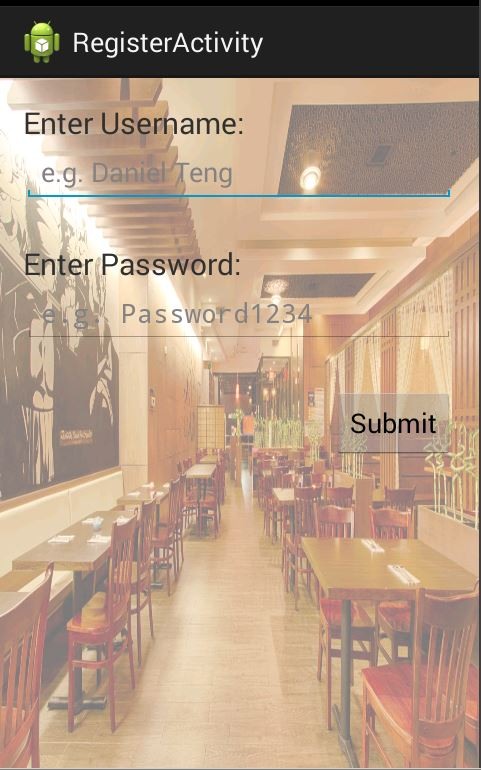 RegisterActivity
Enter Username:
e.g. Daniel Teng
Enter Password:
e.g. Password1234
Submit